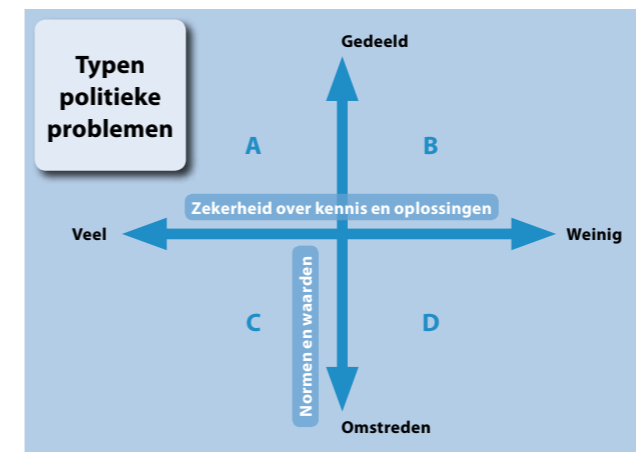 Typen
politieke
problemen
Gedeeld
A
B
Zekerheid over kennis en oplossingen
Veel
Weinig
Normen en waarden
C
D
Omstreden